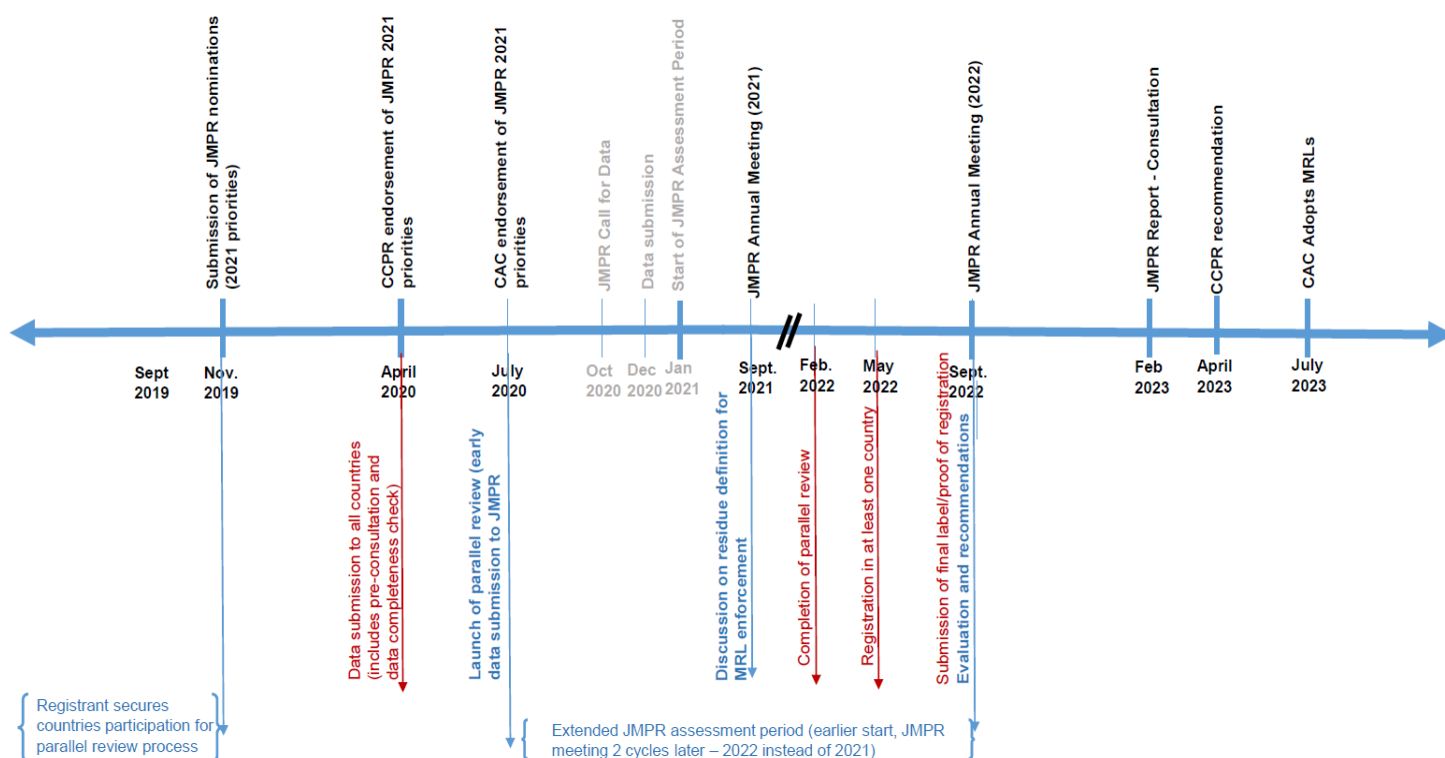 Submission of JMPR nominations
(2021 priorities)
CCPR endorsement of JMPR 2021
priorities
CAC endorsement of JMPR 2021
priorities
JMPR Call for Data
Data submission
Start of JMPR Assessment Period
JMPR Annual Meeting (2021)
JMPR Annual Meeting (2022)
JMPR Report - Consultation
CCPR recommendation
CAC Adopts MRLs
Sept
2019
Nov.
2019
April
2020
July
2020
Oct
2020
Dec
2020
Jan
2021
Sept.
2021
Feb.
2022
May
2022
Sept.
2022
Feb
2023
April
2023
July
2023
Data submission to all countries
(includes pre-consultation and
data completeness check)
Launch of parallel review (early
data submission to JMPR
Discussion on residue definition for
MRL enforcement
Completion of parallel review
Registration in at least one country
Submission of final label/proof of registration
Evaluation and recommendations
Registrant secures
countries participation for
parallel review process
Extended JMPR assessment period (earlier start, JMPR
meeting 2 cycles later – 2022 instead of 2021)